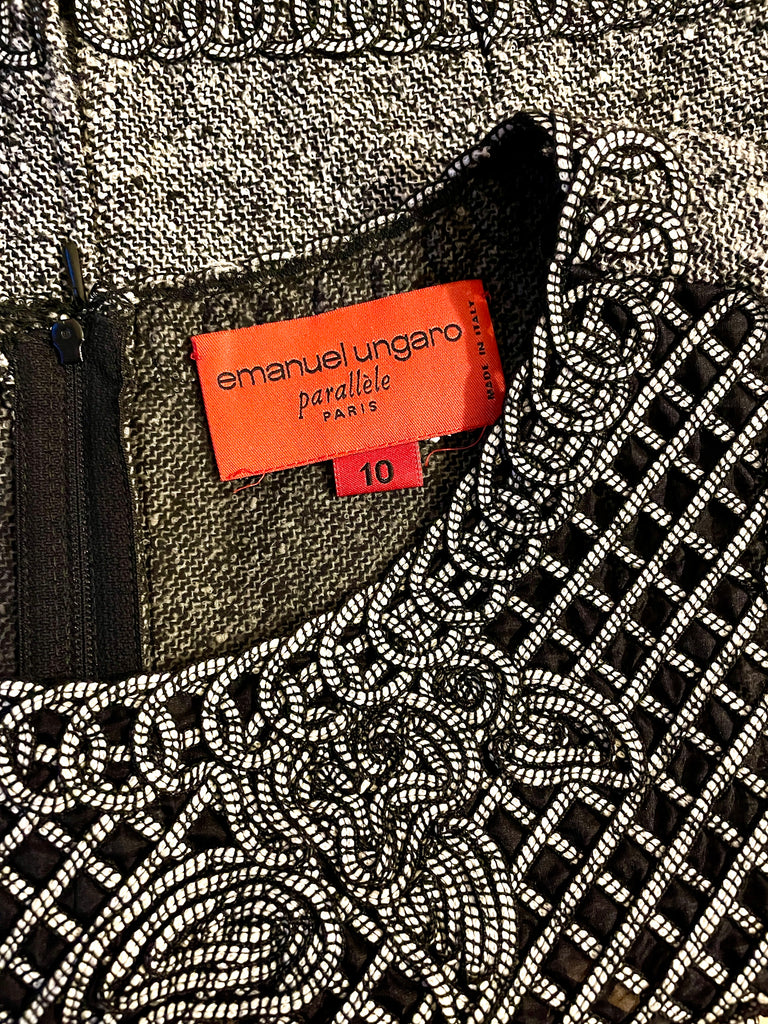 emanuel ungaro
parallèle
PARIS
MADE IN ITALY
10